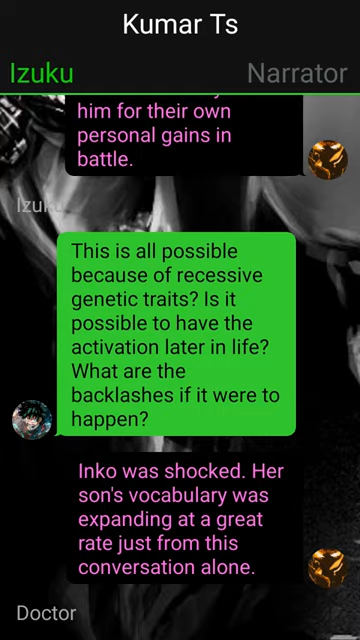 Kumar Ts
Izuku
Narrator
him for their own
personal gains in
battle.
Izuku
This is all possible
because of recessive
genetic traits? Is it
possible to have the
activation later in life?
What are the
backlashes if it were to
happen?
Inko was shocked. Her
son's vocabulary was
expanding at a great
rate just from this
conversation alone.
Doctor